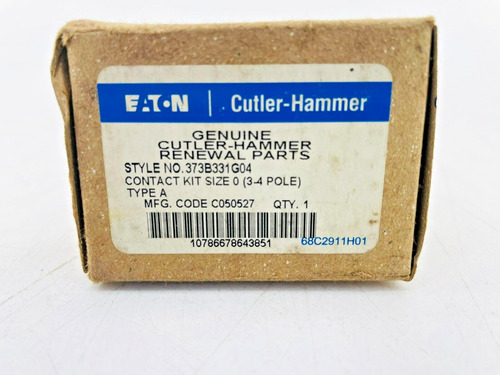 EATON | Cutler-Hammer
GENUINE
CUTLER-HAMMER
RENEWAL PARTS
STYLE NO. 373B331G04
CONTACT KIT SIZE 0 (3-4 POLE)
TYPE A
MFG. CODE C050527 QTY. 1
10786678643851
68C2911H01